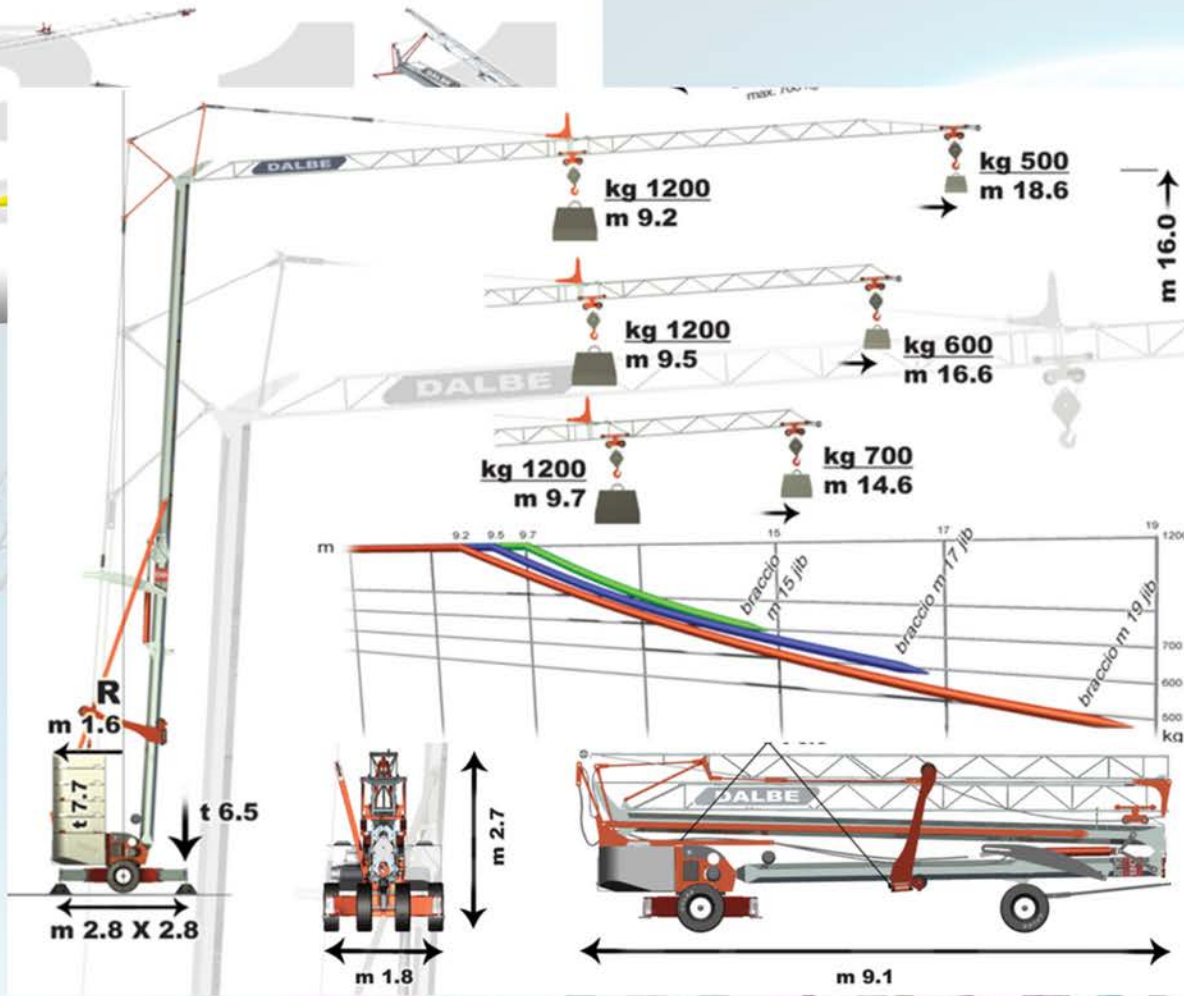 DALBE
kg 1200
m 9.2
kg 500
m 18.6
m 16.0
kg 1200
m 9.5
kg 600
m 16.6
DALBE
kg 1200
m 9.7
kg 700
m 14.6
m
9.2
9.5
9.7
15
17
19
1200
braccio
m 15 jib
braccio m 17 jib
braccio m 19 jib
700
600
500
kg
R
m 1.6
t 7.7
t 6.5
m 2.8 X 2.8
m 2.7
m 1.8
DALBE
m 9.1